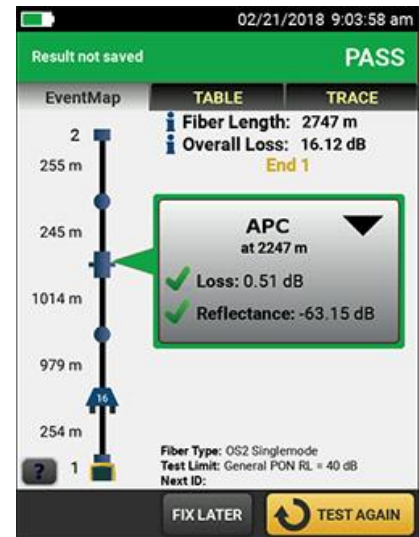 02/21/2018 9:03:58 am
Result not saved PASS
EventMap TABLE TRACE
Fiber Length: 2747 m
Overall Loss: 16.12 dB
End 1
2
255 m
245 m
APC
at 2247 m
Loss: 0.51 dB
Reflectance: -63.15 dB
1014 m
979 m
16
254 m
1
Fiber Type: OS2 Singlemode
Test Limit: General PON RL = 40 dB
Next ID:
?
FIX LATER TEST AGAIN